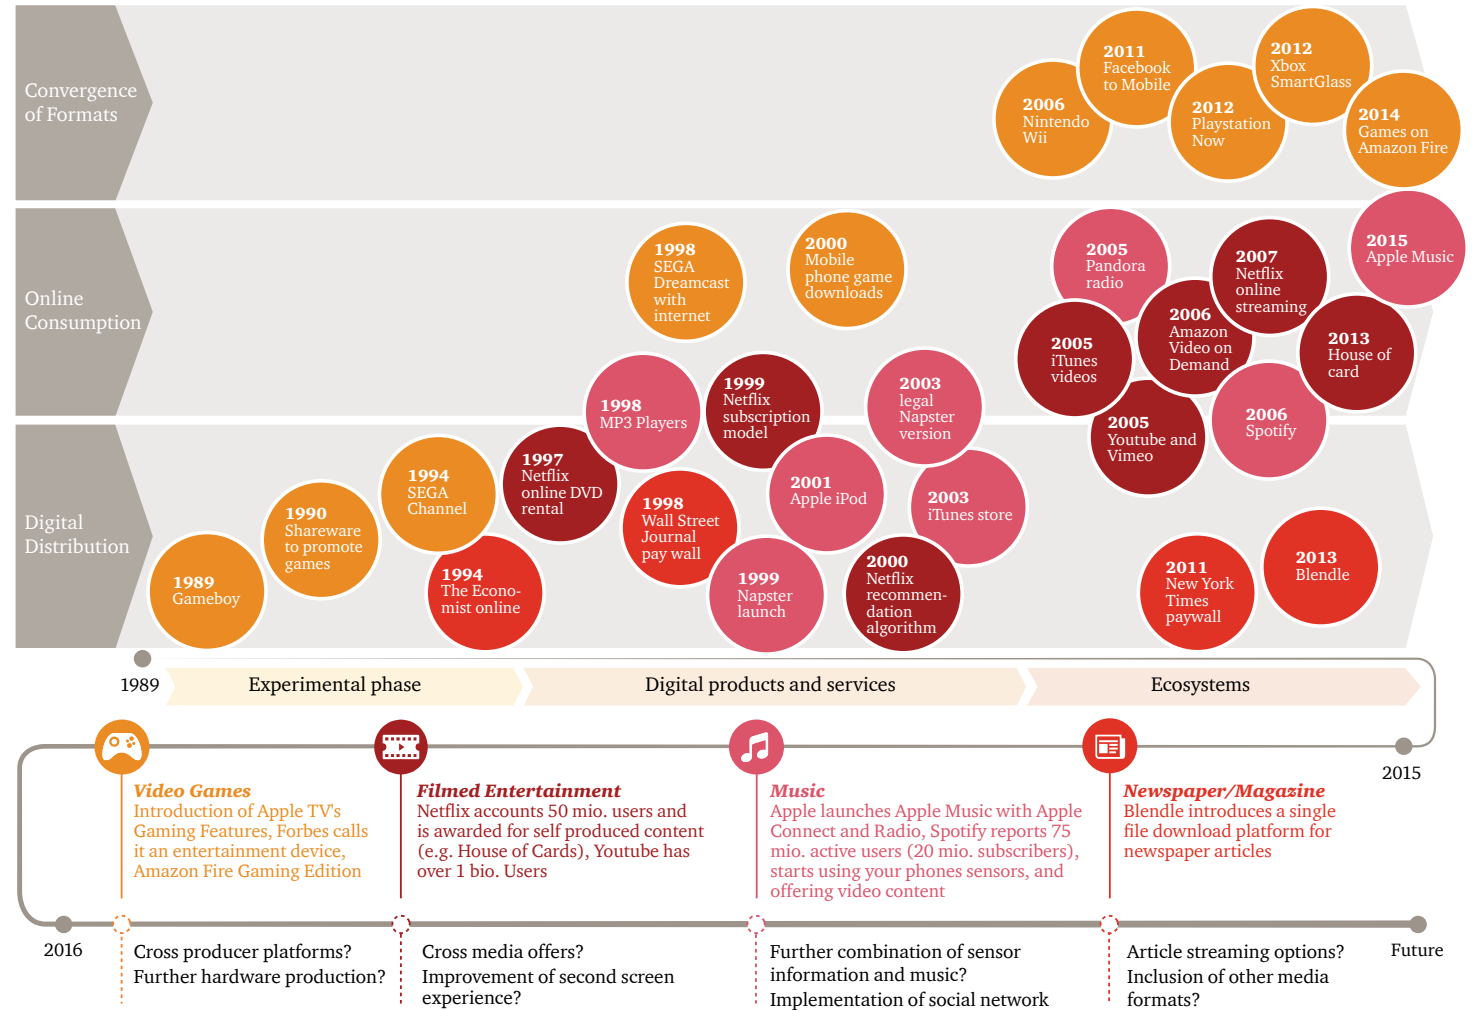 Convergence
of Formats
2006
Nintendo
Wii
2011
Facebook
to Mobile
2012
Playstation
Now
2012
Xbox
SmartGlass
2014
Games on
Amazon Fire
Online
Consumption
1998
SEGA
Dreamcast
with
internet
2000
Mobile
phone game
downloads
2005
Pandora
radio
2007
Netflix
online
streaming
2015
Apple Music
2005
iTunes
videos
2006
Amazon
Video on
Demand
2013
House of
card
1998
MP3 Players
1999
Netflix
subscription
model
2003
legal
Napster
version
2005
Youtube and
Vimeo
2006
Spotify
Digital
Distribution
1989
Gameboy
1990
Shareware
to promote
games
1994
SEGA
Channel
1994
The Econo-
mist online
1997
Netflix
online DVD
rental
1998
Wall Street
Journal
pay wall
1999
Napster
launch
2001
Apple iPod
2000
Netflix
recommen-
dation
algorithm
2003
iTunes store
2011
New York
Times
paywall
2013
Blendle
1989
Experimental phase
Digital products and services
Ecosystems
2015
Video Games
Introduction of Apple TV's
Gaming Features, Forbes calls
it an entertainment device,
Amazon Fire Gaming Edition
Filmed Entertainment
Netflix accounts 50 mio. users and
is awarded for self produced content
(e.g. House of Cards), Youtube has
over 1 bio. Users
Music
Apple launches Apple Music with Apple
Connect and Radio, Spotify reports 75
mio. active users (20 mio. subscribers),
starts using your phones sensors, and
offering video content
Newspaper/Magazine
Blendle introduces a single
file download platform for
newspaper articles
2016
Cross producer platforms?
Further hardware production?
Cross media offers?
Improvement of second screen
experience?
Further combination of sensor
information and music?
Implementation of social network
Article streaming options?
Inclusion of other media
formats?
Future